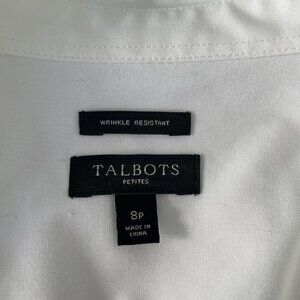 WRINKLE RESISTANT
TALBOTS
PETITES
8P
MADE IN
CHINA